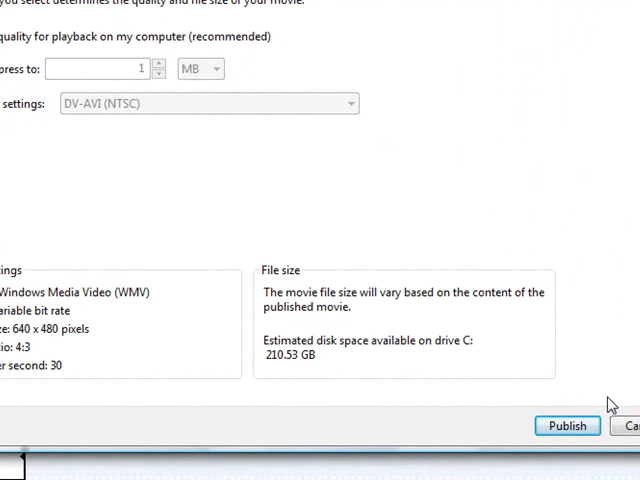 you select determines the quality and file size of your movie.
quality for playback on my computer (recommended)
press to: 1 MB
settings: DV-AVI (NTSC)
tings
File size
Windows Media Video (WMV)
ariable bit rate
ze: 640 x 480 pixels
tio: 4:3
er second: 30
The movie file size will vary based on the content of the
published movie.
Estimated disk space available on drive C:
210.53 GB
Publish
Ca